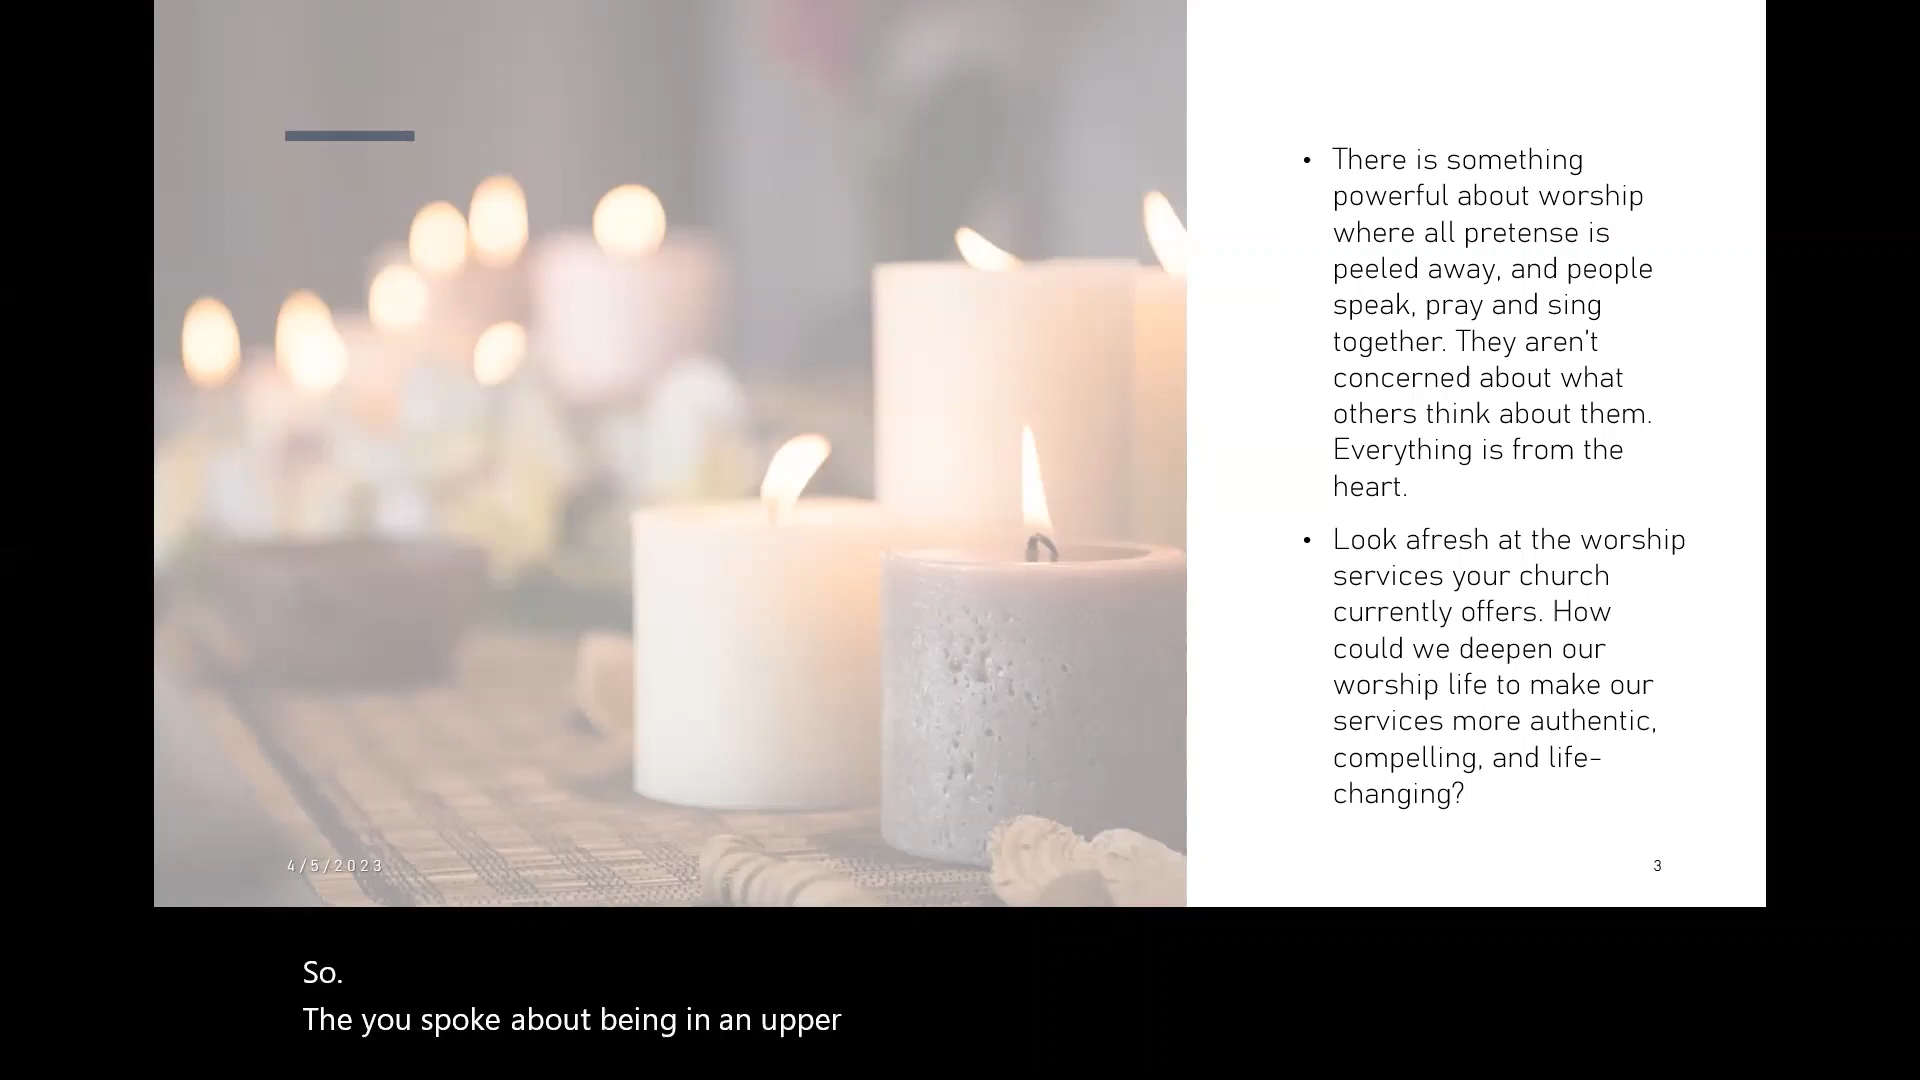 • There is something
powerful about worship
where all pretense is
peeled away, and people
speak, pray and sing
together. They aren’t
concerned about what
others think about them.
Everything is from the
heart.
• Look afresh at the worship
services your church
currently offers. How
could we deepen our
worship life to make our
services more authentic,
compelling, and life-
changing?
4/5/2023
3
So.
The you spoke about being in an upper